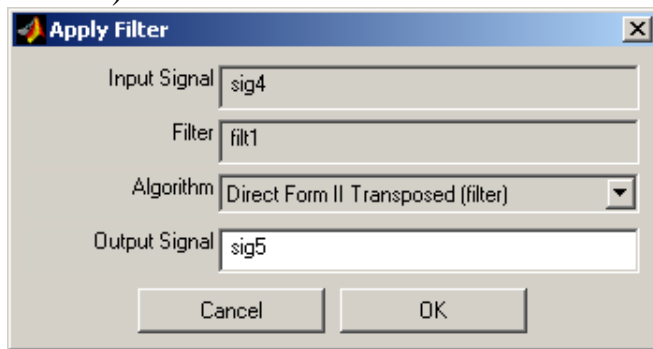 Apply Filter
Input Signal sig4
Filter filt1
Algorithm Direct Form II Transposed (filter)
Output Signal sig5
Cancel OK